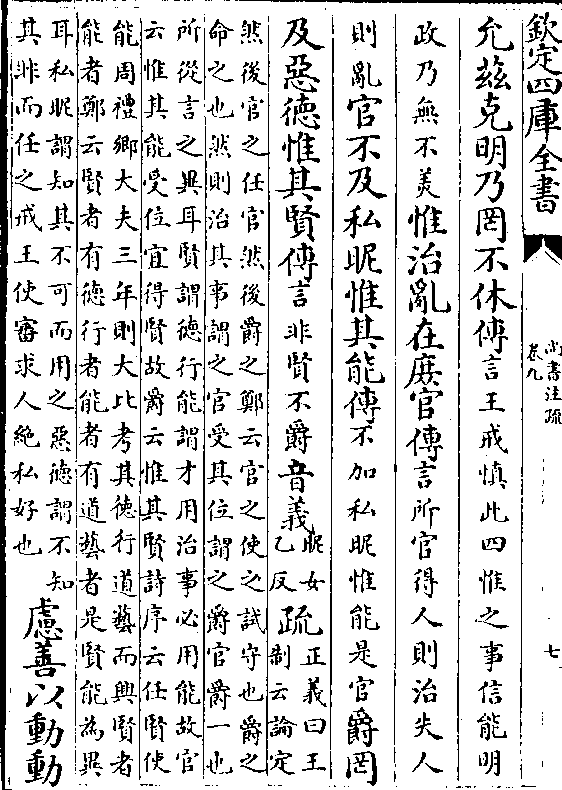 欽定四庫全書
尚書注疏
卷九
七
允兹克明乃罔不休傳言王戒慎此四惟之事信能明
政乃無不美惟治亂在庶官傳言所官得人則治失人
則亂官不及私昵惟其能傳不加私昵惟能是官爵罔
及惡德惟其賢傳言非賢不爵音義昵女乙反疏正義曰王制云論定
然後官之任官然後爵之鄭云官之使之試守也爵之
命之也然則治其事謂之官受其位謂之爵官爵一也
所從言之異耳賢謂德行能謂才用治事必用能故官
云惟其能受位宜得賢故爵云惟其賢詩序云任賢使
能周禮鄉大夫三年則大比考其德行道藝而興賢者
能者鄭云賢者有德行者能者有道藝者是賢能為異
耳私昵謂知其不可而用之惡德謂不知
其非而任之戒王使審求人絕私好也
慮善以動動